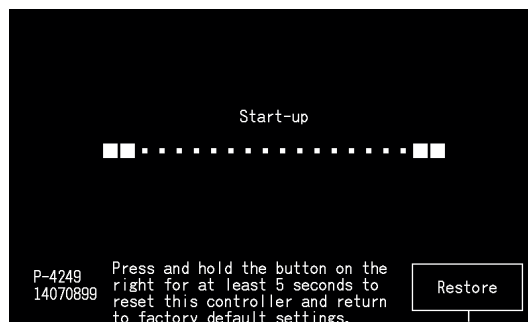 Start-up
P-4249
14070899
Press and hold the button on the
right for at least 5 seconds to
reset this controller and return
to factory default settings.
Restore